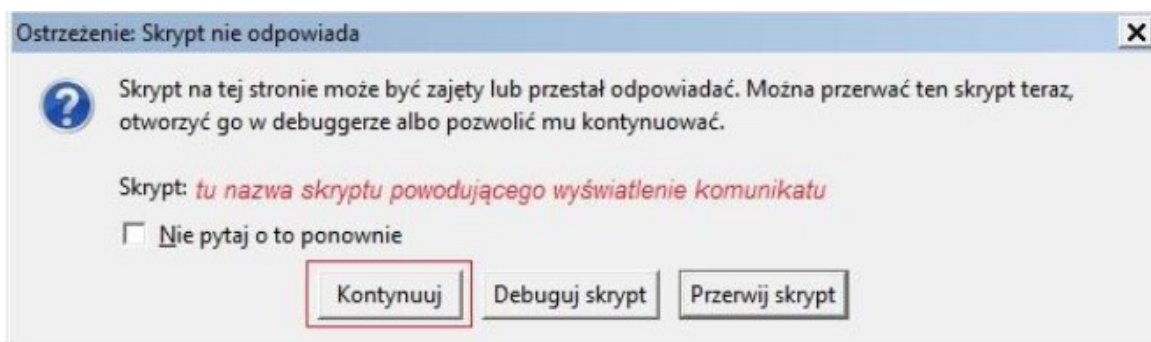 Ostrzeżenie: Skrypt nie odpowiada
Skrypt na tej stronie może być zajęty lub przestał odpowiadać. Można przerwać ten skrypt teraz,
otworzyć go w debuggerze albo pozwolić mu kontynuować.
Skrypt: tu nazwa skryptu powodującego wyświatlenie komunikatu
Nie pytaj o to ponownie
Kontynuuj Debuguj skrypt Przerwij skrypt